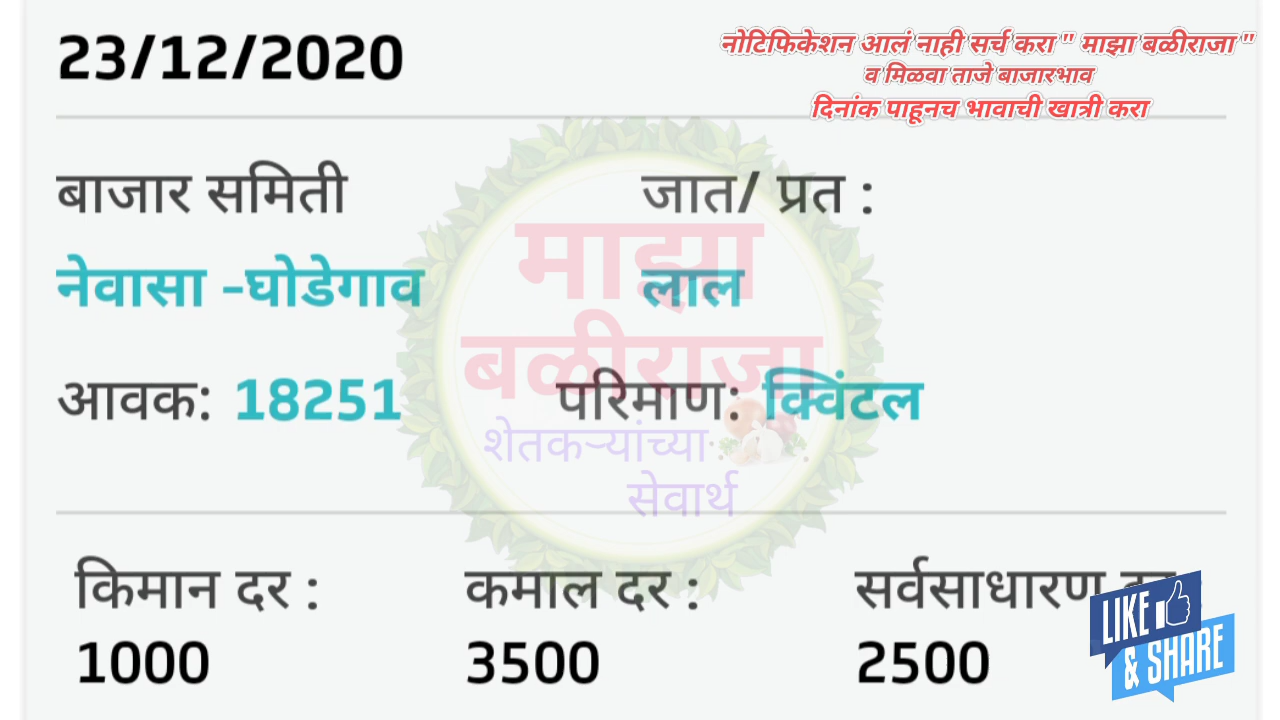 23/12/2020
नोटिफिकेशन आलं नाही सर्च करा " माझा बळीराजा "
व मिळवा ताजे बाजारभाव
दिनांक पाहूनच भावाची खात्री करा
बाजार समिती जात/ प्रत :
नेवासा -घोडेगाव लाल
आवक: 18251 परिमाण: क्विंटल
माझा
बळीराजा
शेतकऱ्यांच्या
सेवार्थ
किमान दर : कमाल दर : सर्वसाधारण
1000 3500 2500
LIKE
& SHARE